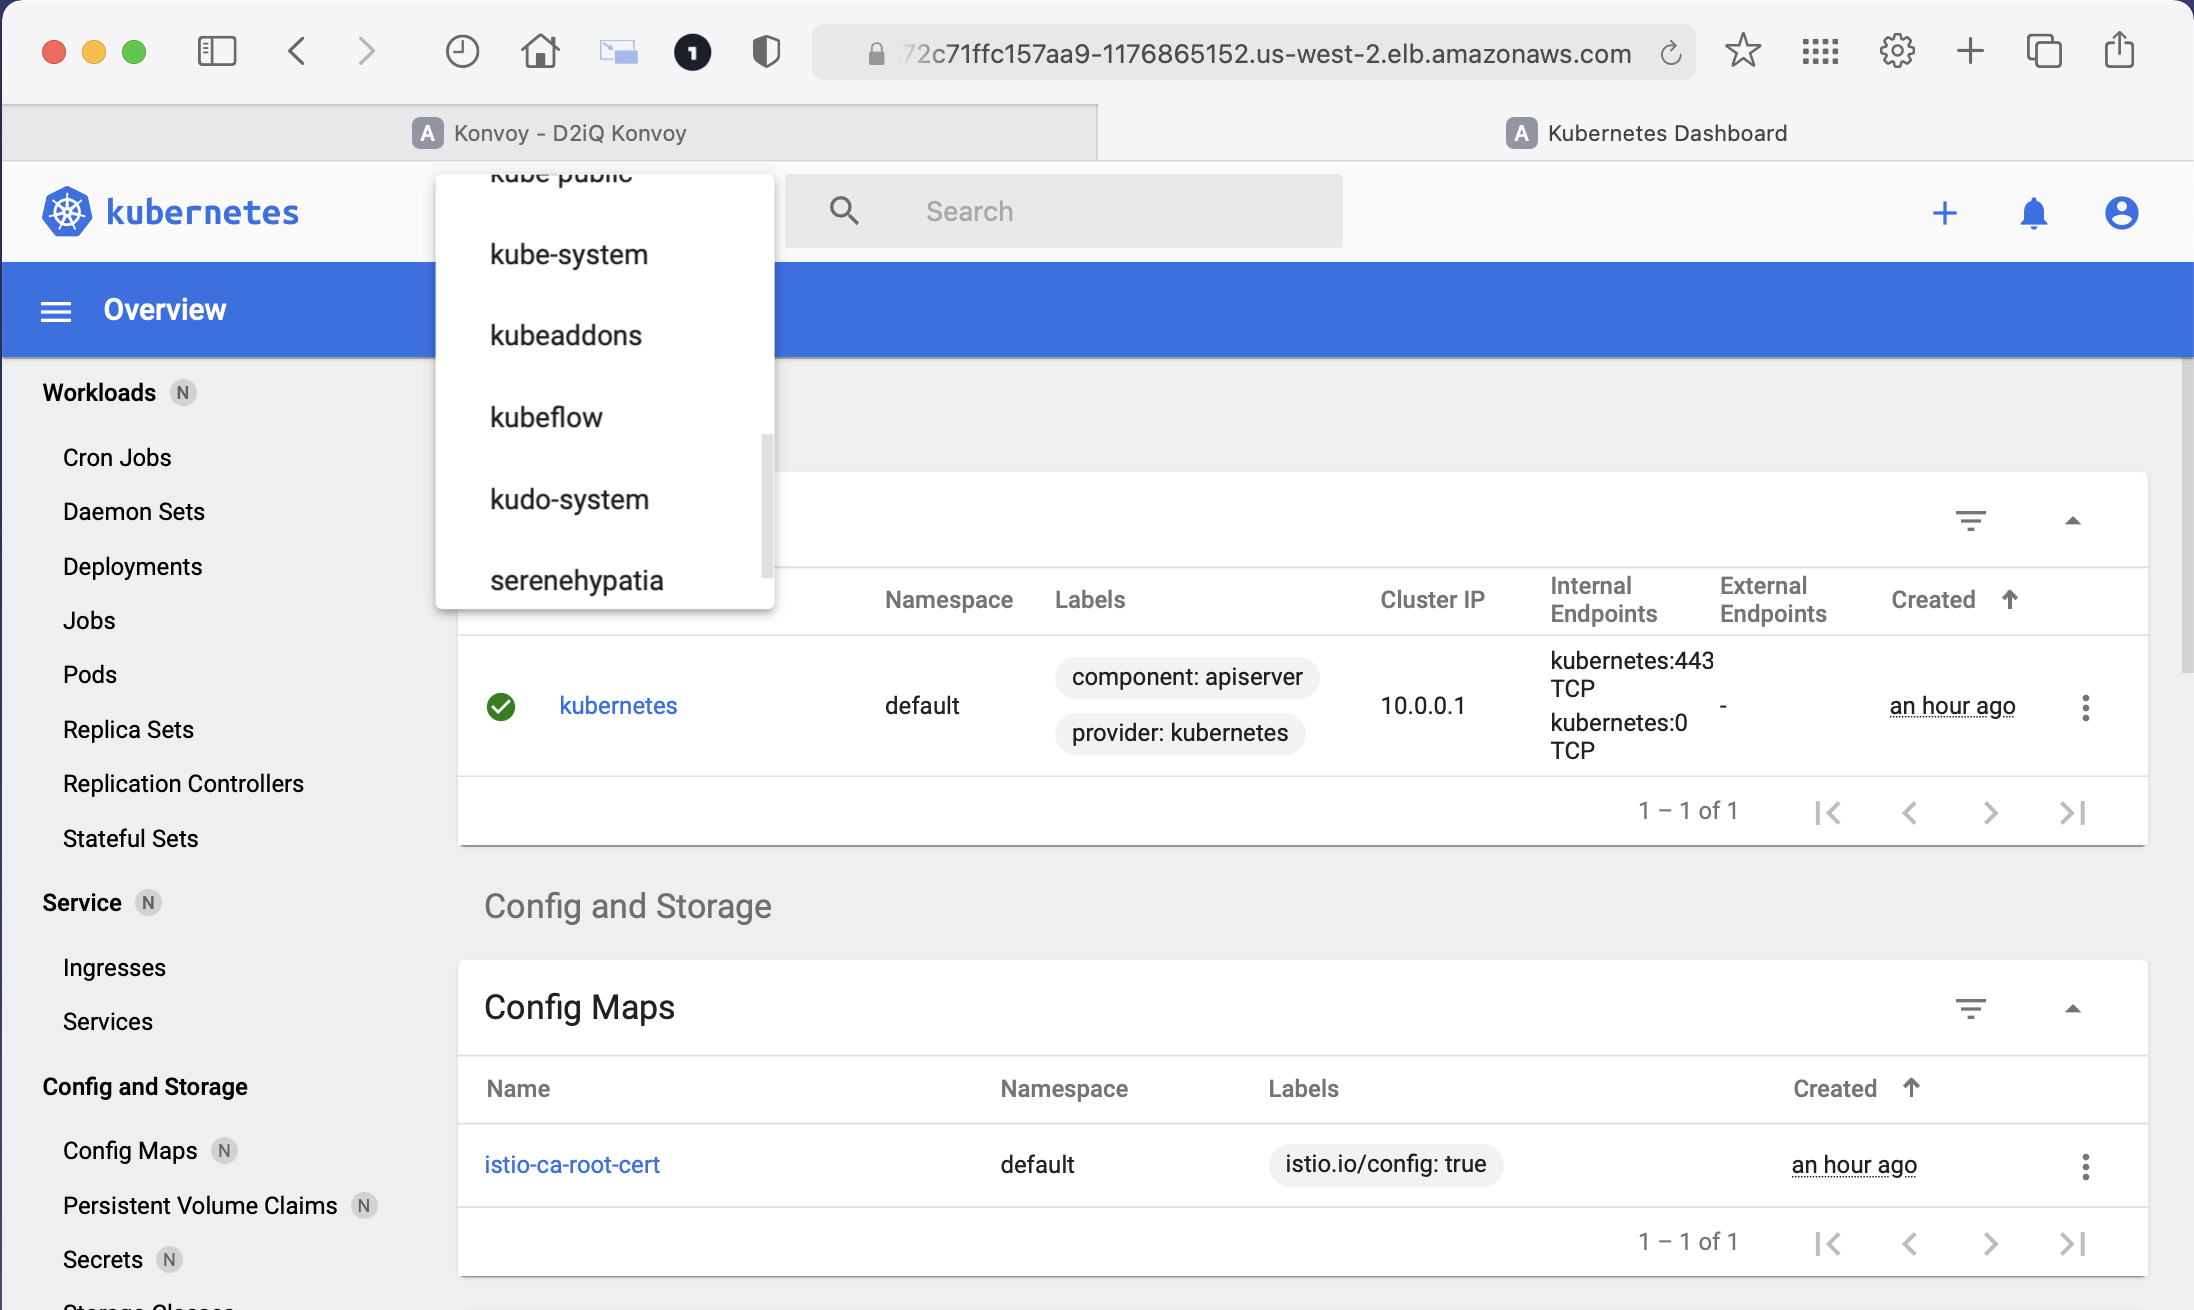 72c71ffc157aa9-1176865152.us-west-2.elb.amazonaws.com
A Konvoy - D2iQ Konvoy
A Kubernetes Dashboard
kubernetes
kube-public
kube-system
kubeaddons
kubeflow
kudo-system
serenehypatia
Search
Overview
Workloads N
Cron Jobs
Daemon Sets
Deployments
Jobs
Pods
Replica Sets
Replication Controllers
Stateful Sets
Service N
Ingresses
Services
Config and Storage
Config Maps N
Persistent Volume Claims N
Secrets N
Storage Classes
Namespace Labels Cluster IP Internal Endpoints External Endpoints Created
kubernetes default component: apiserver provider: kubernetes 10.0.0.1 kubernetes:443 TCP kubernetes:0 TCP - an hour ago
1 – 1 of 1
Config and Storage
Config Maps
Name Namespace Labels Created
istio-ca-root-cert default istio.io/config: true an hour ago
1 – 1 of 1